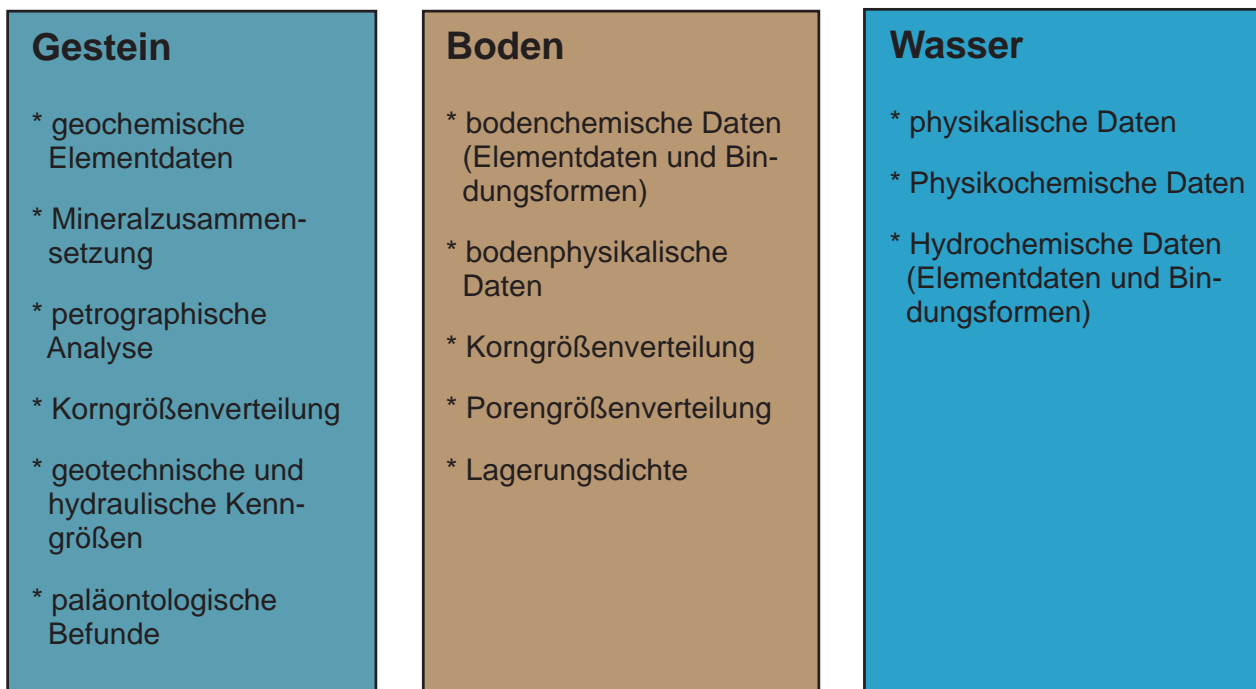 Gestein
* geochemische
Elementdaten
* Mineralzusammen-
setzung
* petrographische
Analyse
* Korngrößenverteilung
* geotechnische und
hydraulische Kenn-
größen
* paläontologische
Befunde
Boden
* bodenchemische Daten
(Elementdaten und Bin-
dungsformen)
* bodenphysikalische
Daten
* Korngrößenverteilung
* Porengrößenverteilung
* Lagerungsdichte
Wasser
* physikalische Daten
* Physikochemische Daten
* Hydrochemische Daten
(Elementdaten und Bin-
dungsformen)